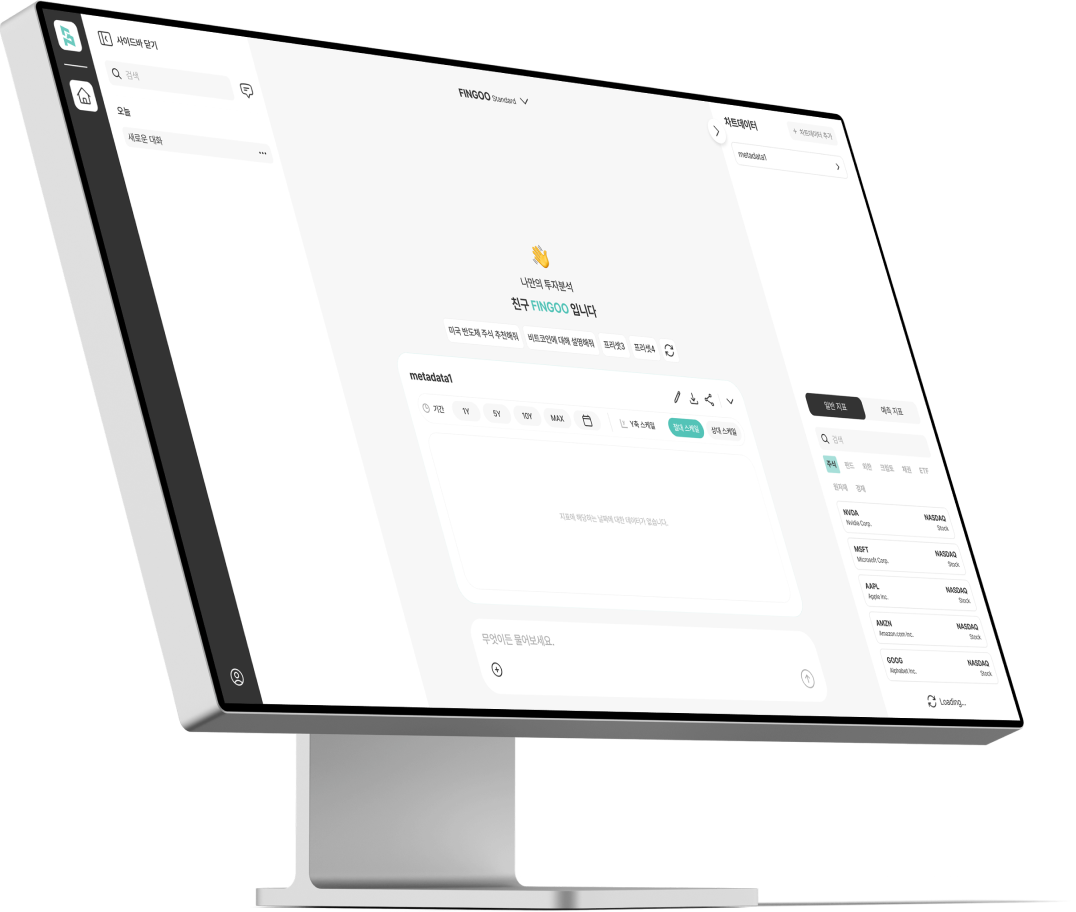 사이드바 닫기
검색
오늘
새로운 대화
FINGOO Standard
차트데이터
+ 차트데이터 추가
metadata1
나만의 투자분석
친구 FINGOO 입니다
미국 반도체 주식 추천해줘
비트코인에 대해 설명해줘
프리셋3
프리셋4
metadata1
기간
1Y
5Y
10Y
MAX
Y축 스케일
절대 스케일
상대 스케일
지표에 해당하는 날짜에 대한 데이터가 없습니다.
무엇이든 물어보세요.
일반 지표
예측 지표
검색
주식
펀드
외환
크립토
채권
ETF
원자재
경제
NVDA
NASDAQ
Nvidia Corp.
Stock
MSFT
NASDAQ
Microsoft Corp.
Stock
AAPL
NASDAQ
Apple Inc.
Stock
AMZN
NASDAQ
Amazon.com Inc.
Stock
GOOG
NASDAQ
Alphabet Inc.
Stock
Loading...